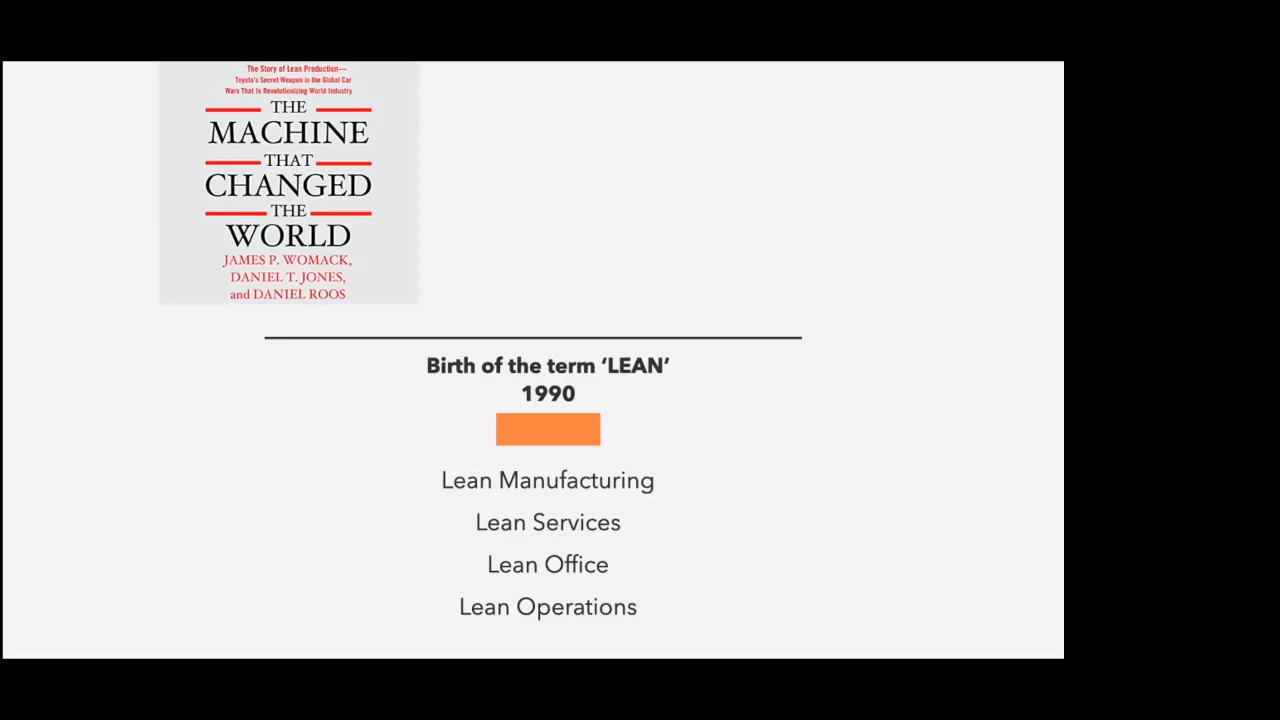 The Story of Lean Production—
Toyota's Secret Weapon in the Global Car
Wars That Is Revolutionizing World Industry
THE
MACHINE
THAT
CHANGED
THE
WORLD
JAMES P. WOMACK,
DANIEL T. JONES,
and DANIEL ROOS
Birth of the term ‘LEAN’
1990
Lean Manufacturing
Lean Services
Lean Office
Lean Operations